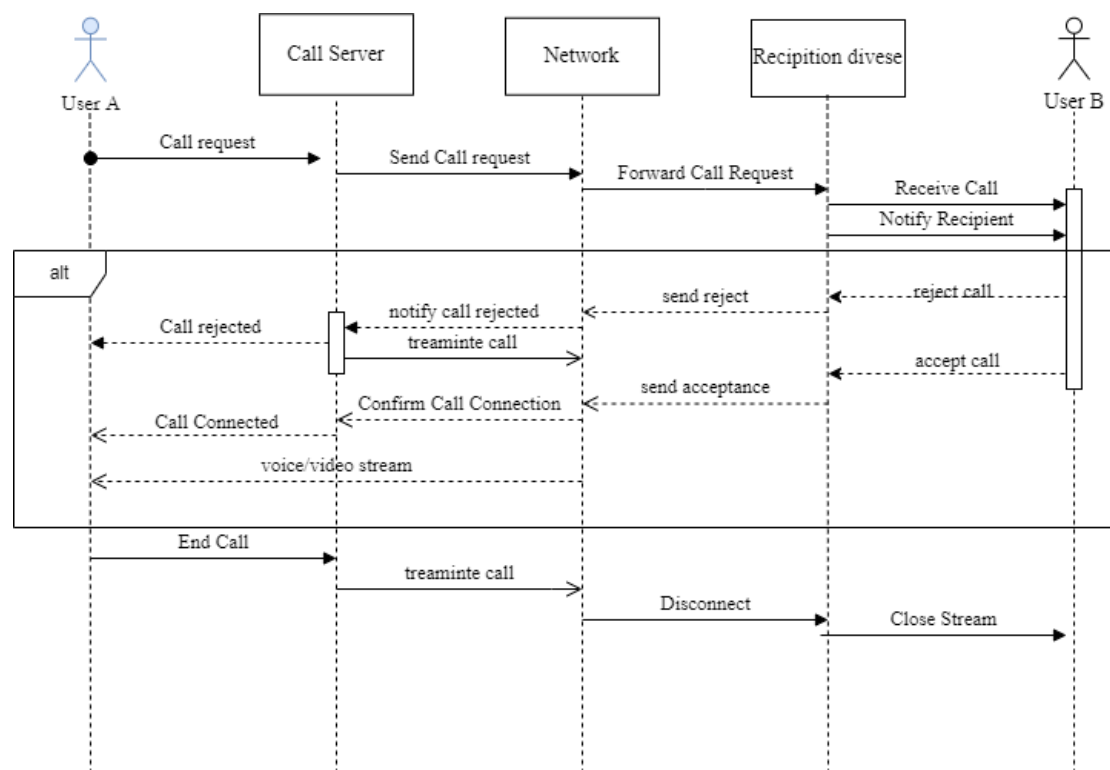 Call Server
Network
Recipition divese
User A
User B
Call request
Send Call request
Forward Call Request
Receive Call
Notify Recipient
alt
reject call
send reject
notify call rejected
Call rejected
treaminte call
accept call
send acceptance
Confirm Call Connection
Call Connected
voice/video stream
End Call
treaminte call
Disconnect
Close Stream